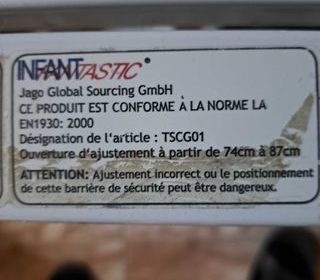 INFANTASTIC®
Jago Global Sourcing GmbH
CE PRODUIT EST CONFORME À LA NORME LA
EN1930: 2000
Désignation de l'article : TSCG01
Ouverture d'ajustement à partir de 74cm à 87cm
ATTENTION: Ajustement incorrect ou le positionnement
de cette barrière de sécurité peut être dangereux.